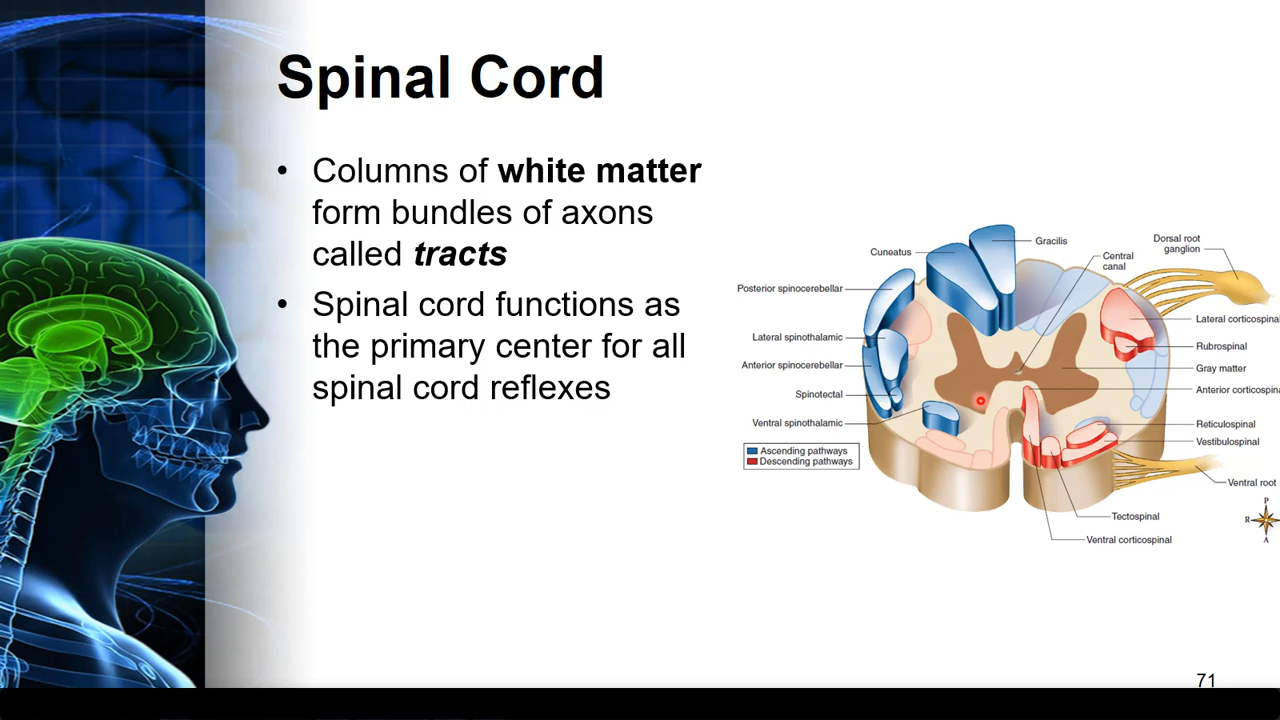 Spinal Cord
• Columns of white matter
form bundles of axons
called tracts
• Spinal cord functions as
the primary center for all
spinal cord reflexes
Cuneatus
Gracilis
Posterior spinocerebellar
Lateral spinothalamic
Anterior spinocerebellar
Spinotectal
Ventral spinothalamic
Ascending pathways
Descending pathways
Central
canal
Dorsal root
ganglion
Lateral corticospinal
Rubrospinal
Gray matter
Anterior corticospina
Reticulospinal
Vestibulospinal
Ventral root
Tectospinal
Ventral corticospinal
P
R
A
71